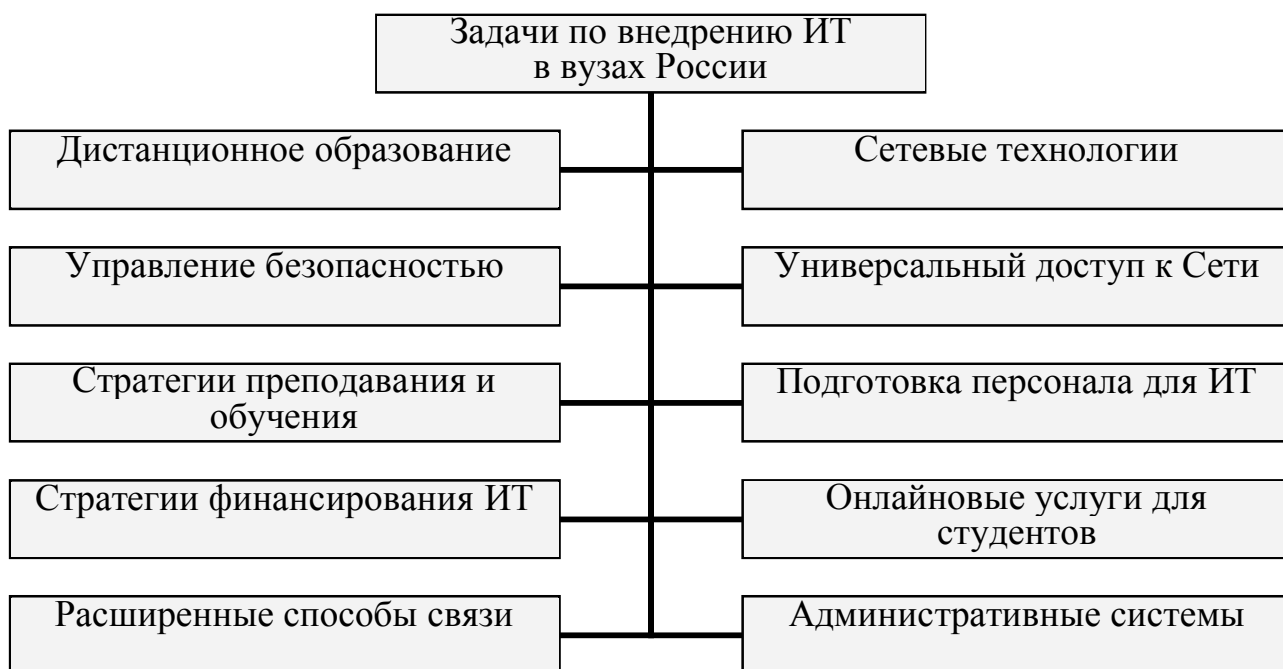 Задачи по внедрению ИТ
в вузах России
Дистанционное образование
Сетевые технологии
Управление безопасностью
Универсальный доступ к Сети
Стратегии преподавания и
обучения
Подготовка персонала для ИТ
Стратегии финансирования ИТ
Онлайновые услуги для
студентов
Расширенные способы связи
Административные системы